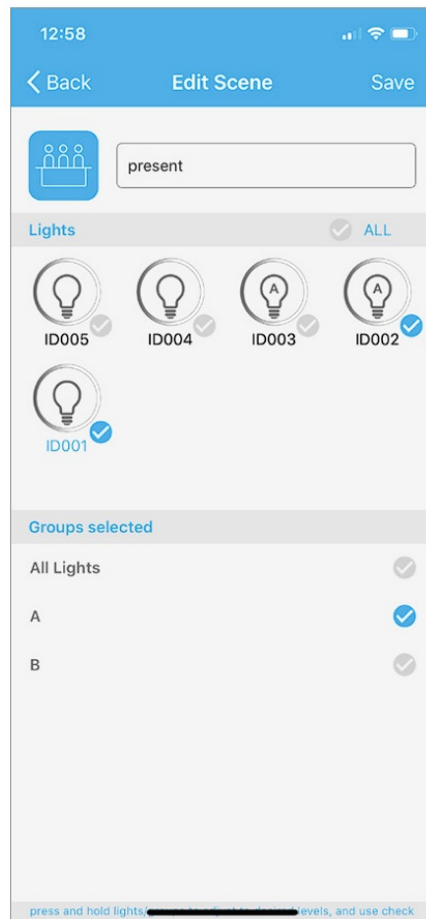 12:58
Back Edit Scene Save
present
Lights ALL
A A
ID005 ID004 ID003 ID002
ID001
Groups selected
All Lights
A
B
press and hold lights/ levels, and use check